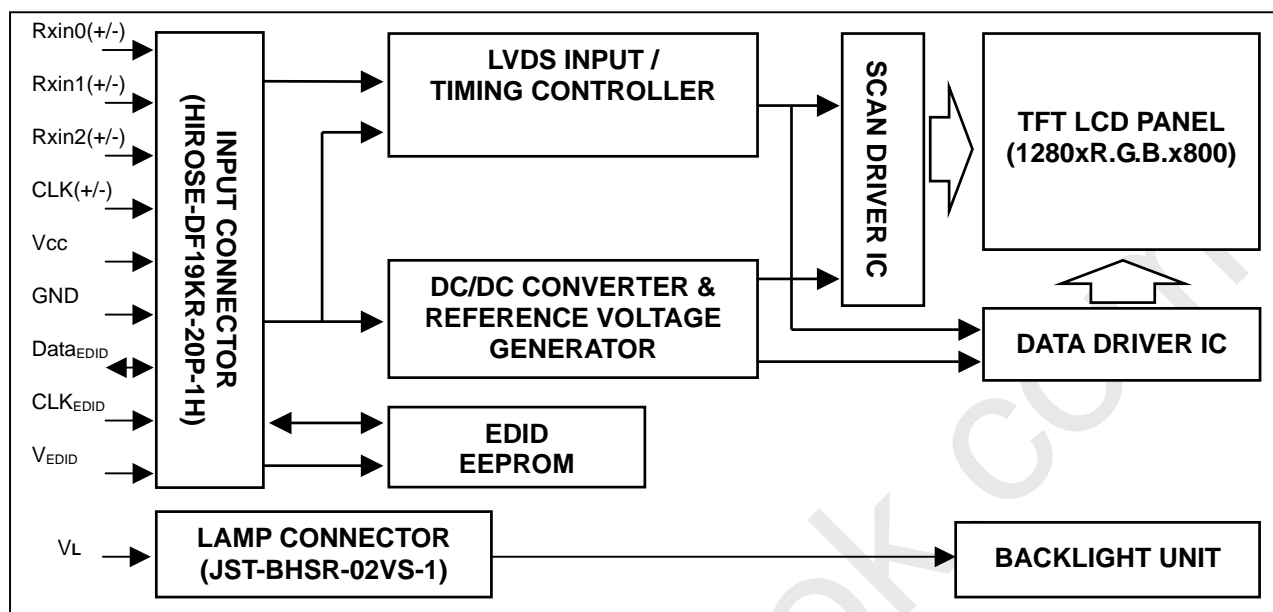 Rxin0(+/-)
Rxin1(+/-)
Rxin2(+/-)
CLK(+/-)
Vcc
GND
DataEDID
CLKEDID
VEDID
VL
INPUT CONNECTOR
(HIROSE-DF19KR-20P-1H)
LVDS INPUT /
TIMING CONTROLLER
DC/DC CONVERTER &
REFERENCE VOLTAGE
GENERATOR
EDID
EEPROM
LAMP CONNECTOR
(JST-BHSR-02VS-1)
SCAN DRIVER IC
TFT LCD PANEL
(1280xR.G.B.x800)
DATA DRIVER IC
BACKLIGHT UNIT